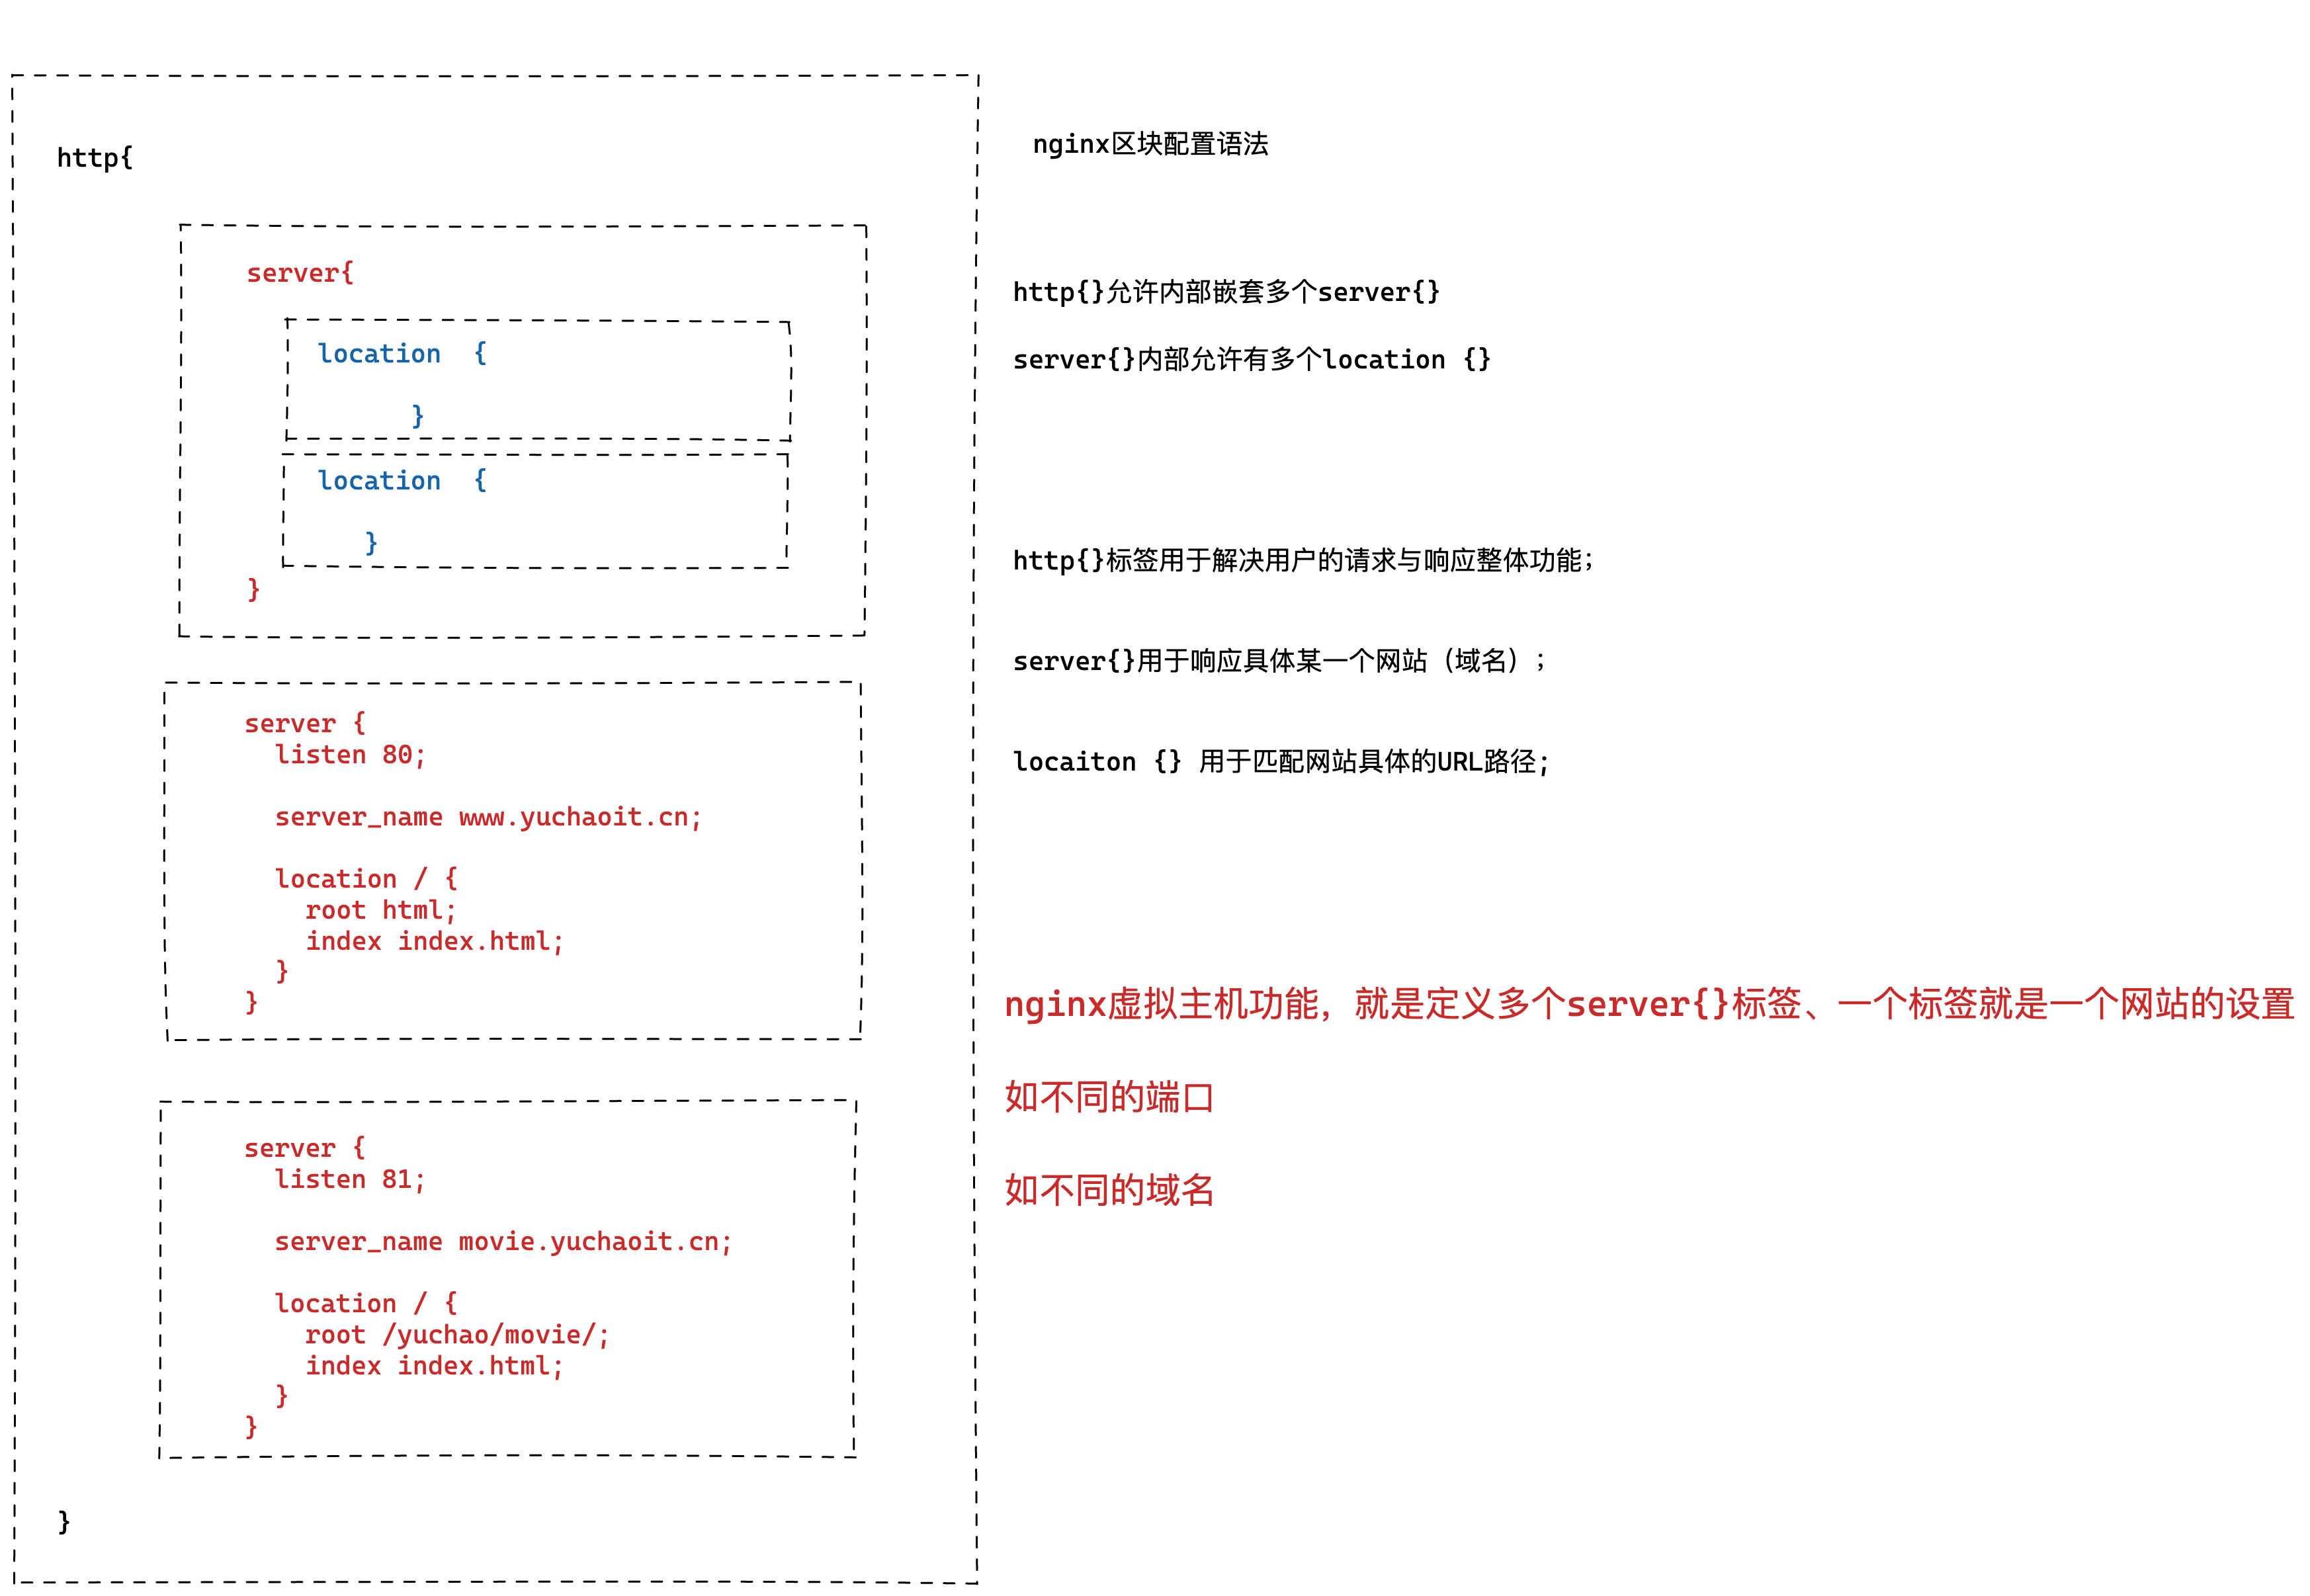 http{
server{
location  {
}
location  {
}
}
server {
listen 80;
server_name www.yuchaoit.cn;
location / {
root html;
index index.html;
}
}
server {
listen 81;
server_name movie.yuchaoit.cn;
location / {
root /yuchao/movie/;
index index.html;
}
}
}
nginx区块配置语法
http{}允许内部嵌套多个server{}
server{}内部允许有多个location {}
http{}标签用于解决用户的请求与响应整体功能；
server{}用于响应具体某一个网站（域名）；
locaiton {} 用于匹配网站具体的URL路径;
nginx虚拟主机功能，就是定义多个server{}标签、一个标签就是一个网站的设置
如不同的端口
如不同的域名